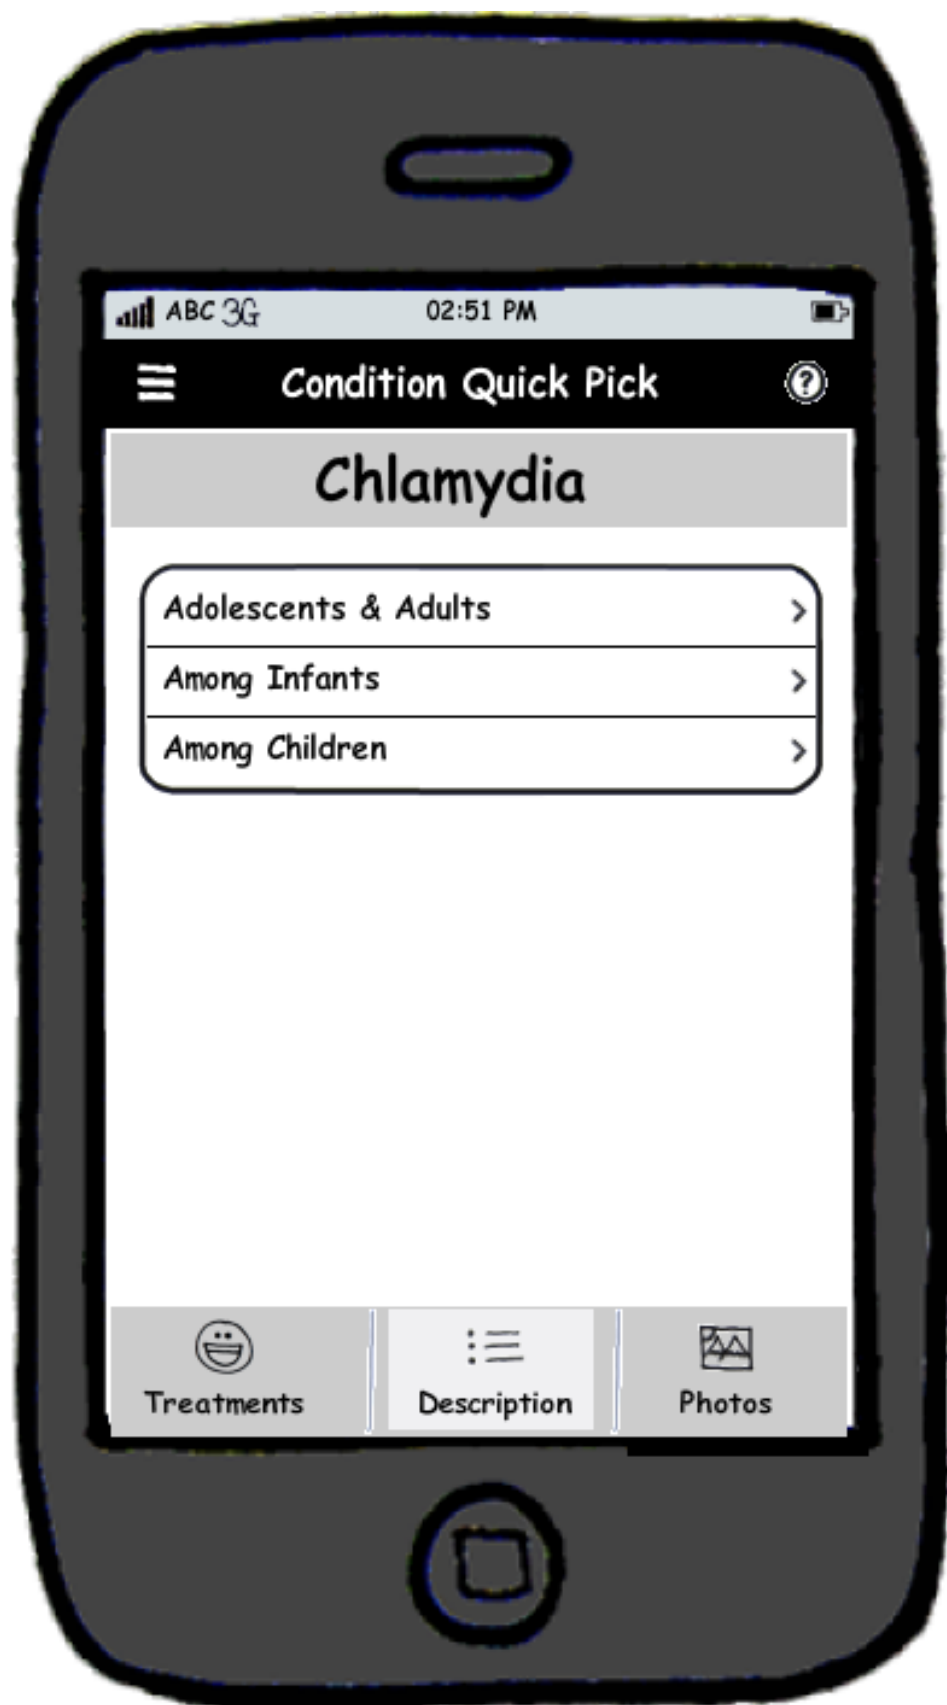 ABC 3G 02:51 PM
Condition Quick Pick
Chlamydia
Adolescents & Adults
Among Infants
Among Children
Treatments Description Photos